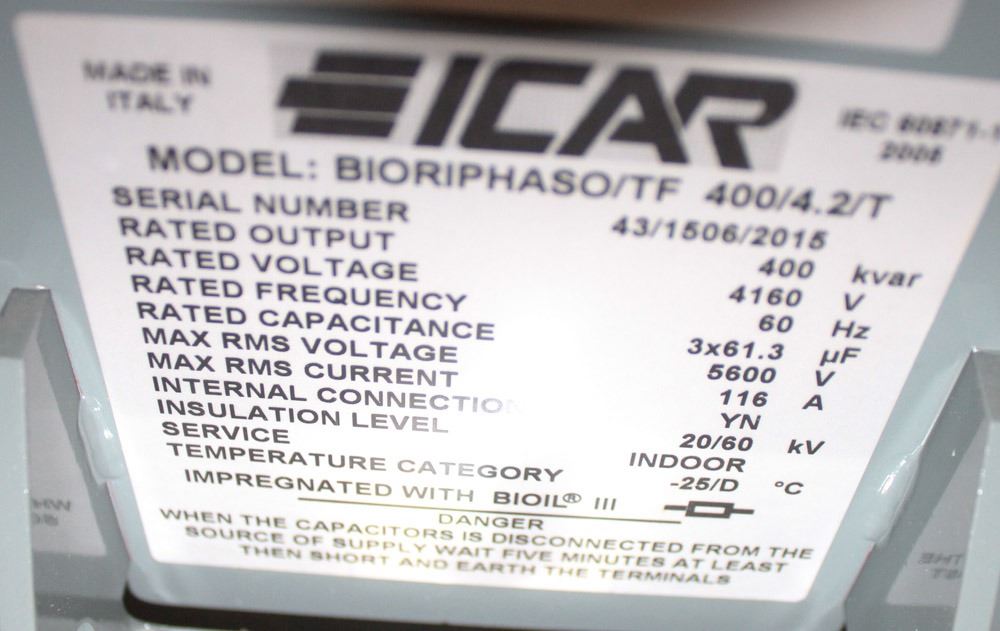 MADE IN
ITALY
ICAR
IEC 60871-1
2005
MODEL: BIORIPHASO/TF 400/4.2/T
SERIAL NUMBER 43/1506/2015
RATED OUTPUT 400 kvar
RATED VOLTAGE 4160 V
RATED FREQUENCY 60 Hz
RATED CAPACITANCE 3x61.3 µF
MAX RMS VOLTAGE 5600 V
MAX RMS CURRENT 116 A
INTERNAL CONNECTION YN
INSULATION LEVEL 20/60 kV
SERVICE INDOOR
TEMPERATURE CATEGORY -25/D °C
IMPREGNATED WITH BIOIL® III
DANGER
WHEN THE CAPACITORS IS DISCONNECTED FROM THE
SOURCE OF SUPPLY WAIT FIVE MINUTES AT LEAST
THEN SHORT AND EARTH THE TERMINALS